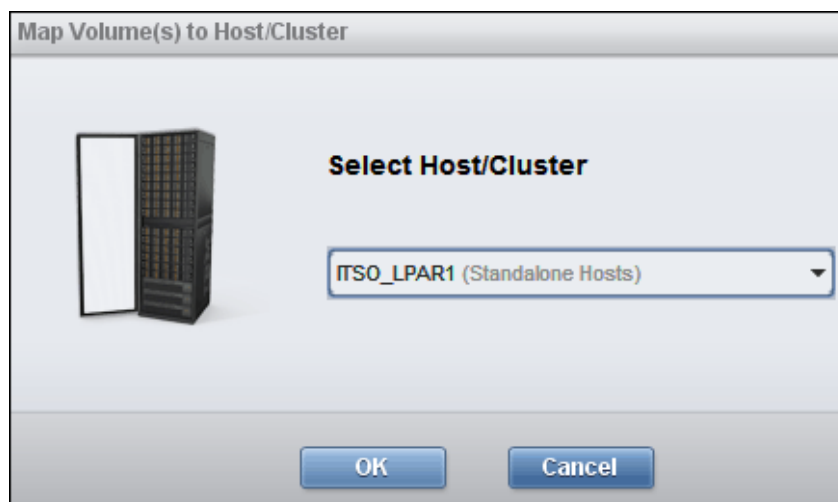 Map Volume(s) to Host/Cluster
Select Host/Cluster
ITSO_LPAR1 (Standalone Hosts)
OK
Cancel